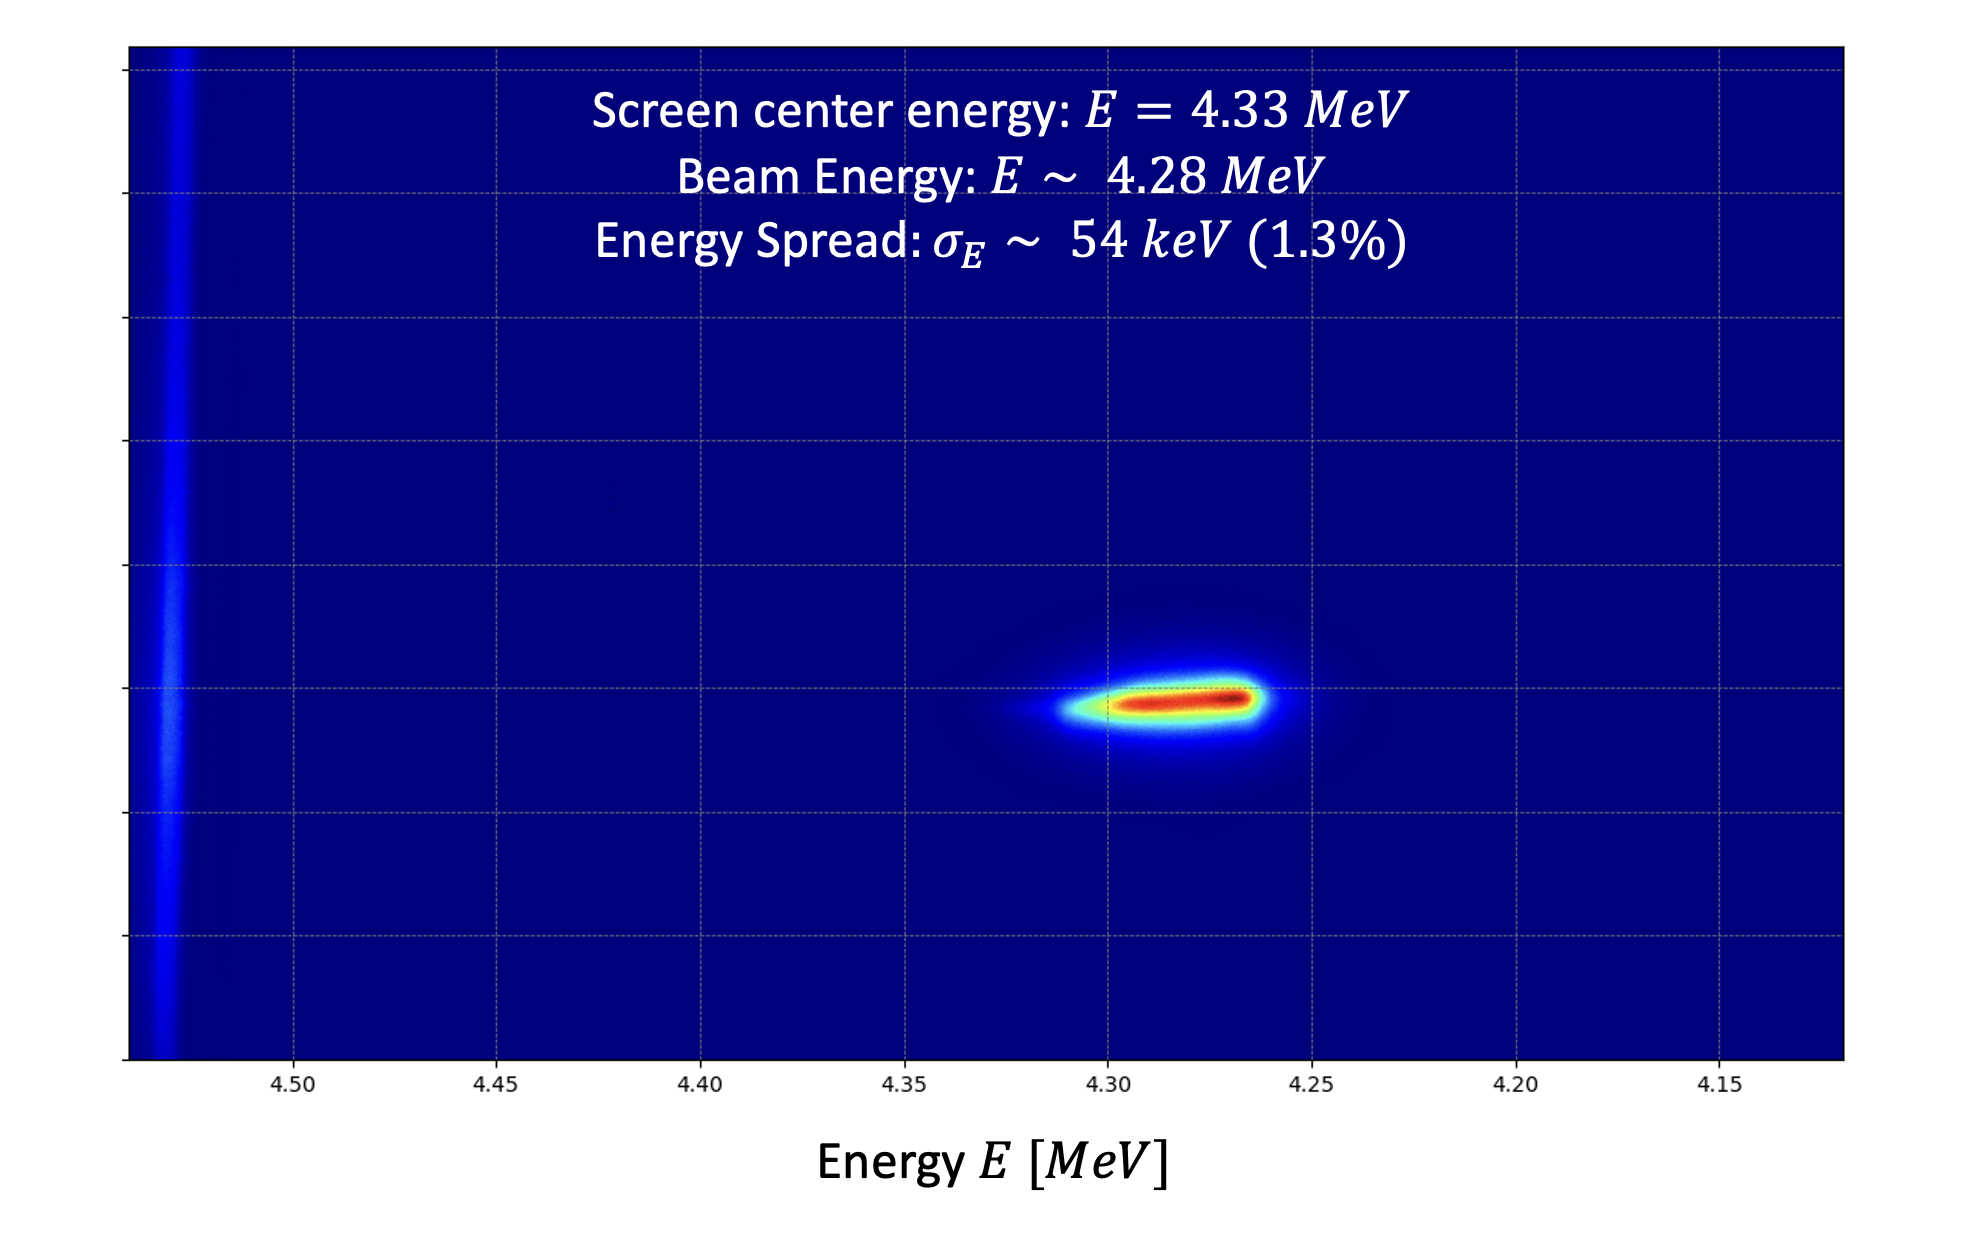 Screen center energy: E = 4.33 MeV
Beam Energy: E ~ 4.28 MeV
Energy Spread: σ_E ~ 54 keV (1.3%)
4.50 4.45 4.40 4.35 4.30 4.25 4.20 4.15
Energy E [MeV]